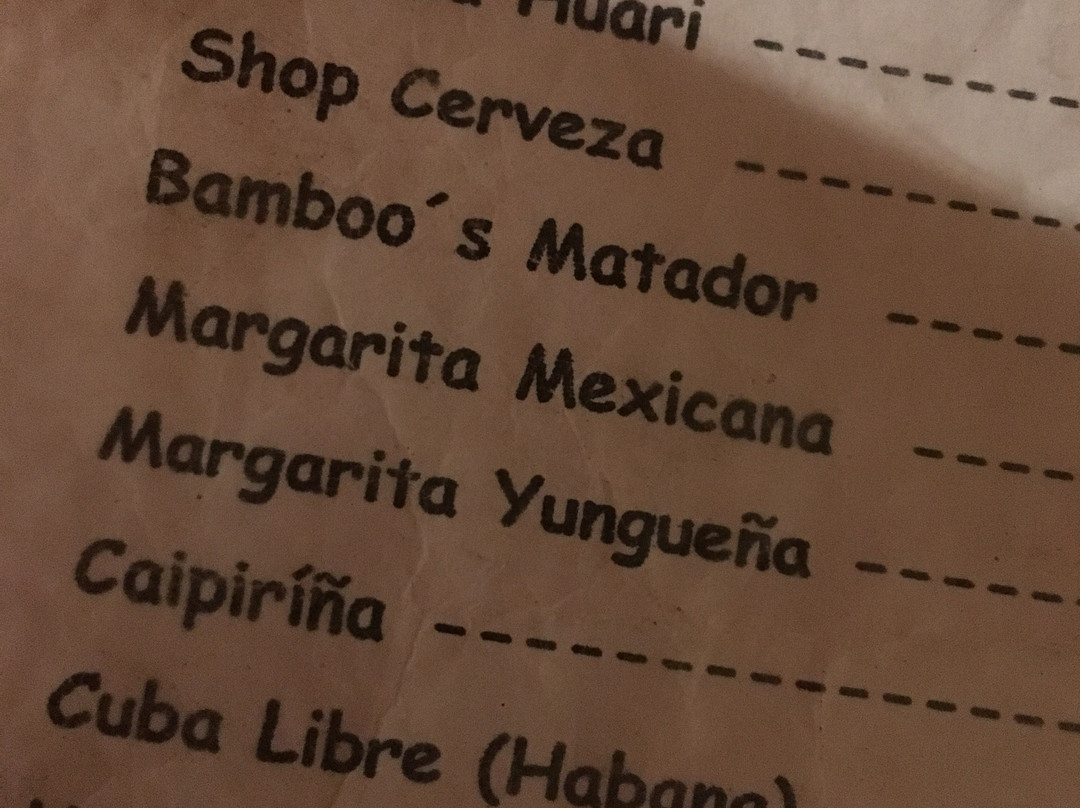 Huari ------
Shop Cerveza --------
Bamboo´s Matador -----
Margarita Mexicana ----
Margarita Yungueña -----
Caipiríña ---------------
Cuba Libre (Habana)